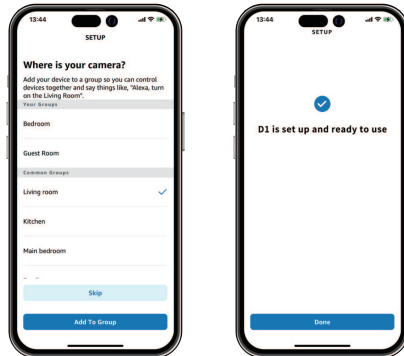 13:44
SETUP
Where is your camera?
Add your device to a group so you can control
devices together and say things like, "Alexa, turn
on the Living Room".
Your Groups
Bedroom
Guest Room
Common Groups
Living room
Kitchen
Main bedroom
Skip
Add To Group
13:44
SETUP
D1 is set up and ready to use
Done